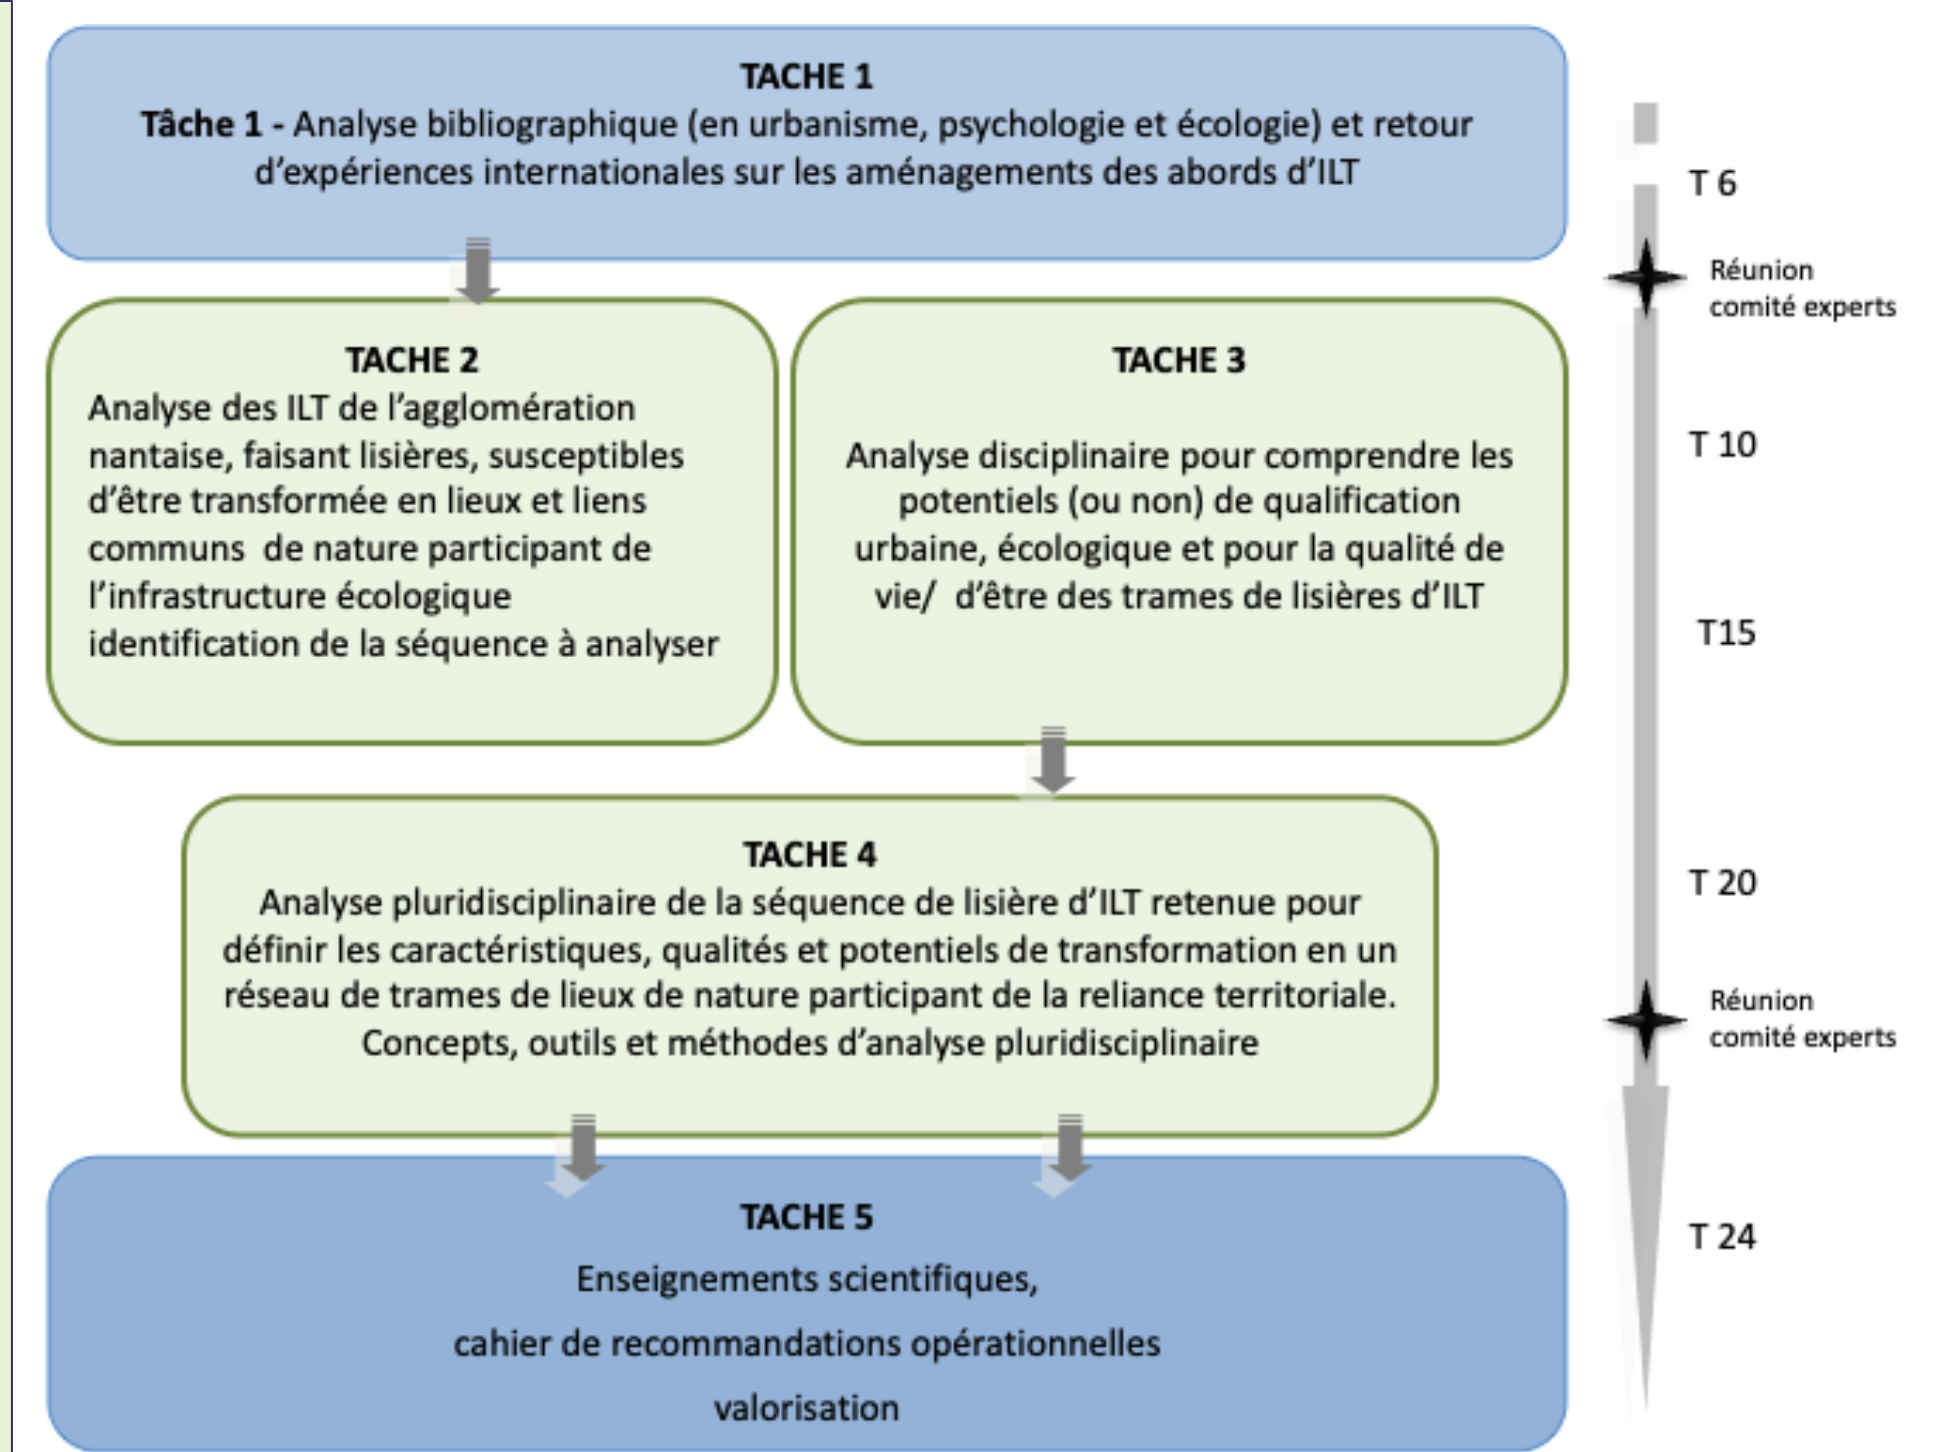 TACHE 1
Tâche 1 - Analyse bibliographique (en urbanisme, psychologie et écologie) et retour
d’expériences internationales sur les aménagements des abords d’ILT
TACHE 2
Analyse des ILT de l’agglomération
nantaise, faisant lisières, susceptibles
d’être transformée en lieux et liens
communs de nature participant de
l’infrastructure écologique
identification de la séquence à analyser
TACHE 3
Analyse disciplinaire pour comprendre les
potentiels (ou non) de qualification
urbaine, écologique et pour la qualité de
vie/ d’être des trames de lisières d’ILT
TACHE 4
Analyse pluridisciplinaire de la séquence de lisière d’ILT retenue pour
définir les caractéristiques, qualités et potentiels de transformation en un
réseau de trames de lieux de nature participant de la reliance territoriale.
Concepts, outils et méthodes d’analyse pluridisciplinaire
TACHE 5
Enseignements scientifiques,
cahier de recommandations opérationnelles
valorisation
T 6
Réunion
comité experts
T 10
T15
T 20
Réunion
comité experts
T 24